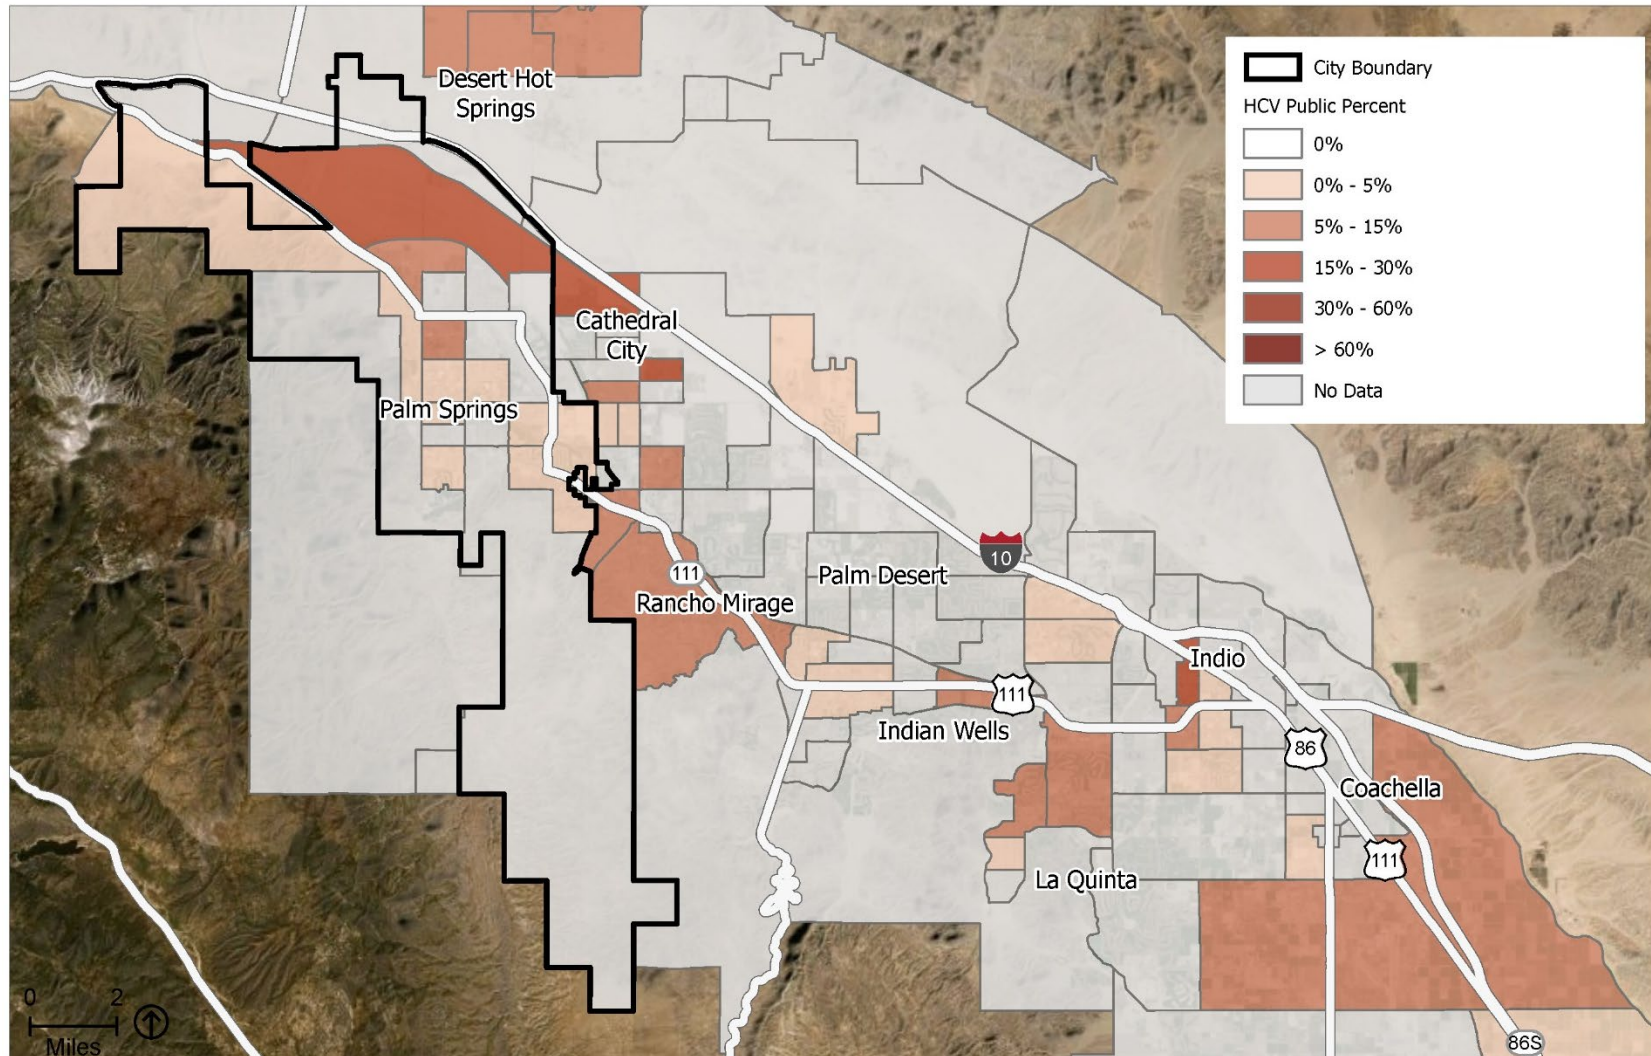 City Boundary
HCV Public Percent
0%
0% - 5%
5% - 15%
15% - 30%
30% - 60%
> 60%
No Data
Desert Hot
Springs
Cathedral
City
Palm Springs
10
111
Palm Desert
Rancho Mirage
Indio
111
Indian Wells
86
Coachella
111
La Quinta
0 2
Miles
86S